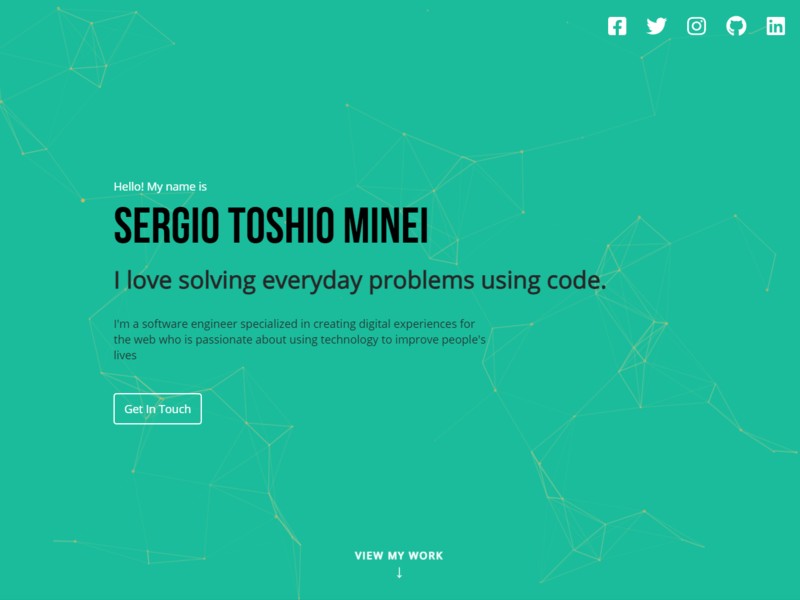 Hello! My name is
SERGIO TOSHIO MINEI
I love solving everyday problems using code.
I'm a software engineer specialized in creating digital experiences for
the web who is passionate about using technology to improve people's
lives
Get In Touch
VIEW MY WORK
↓